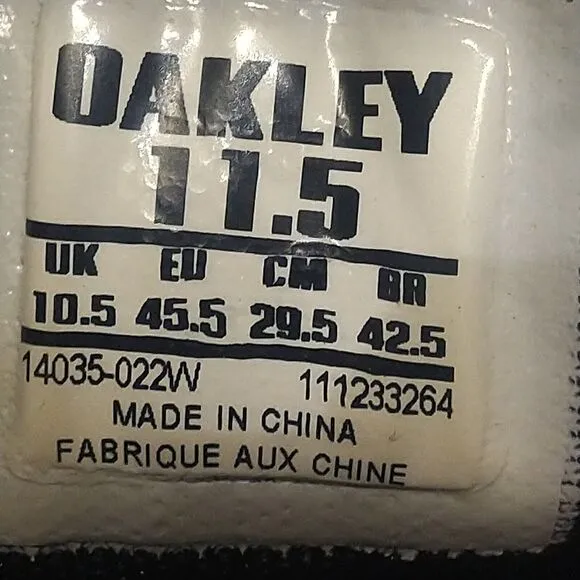 OAKLEY
11.5
UK EU CM BR
10.5 45.5 29.5 42.5
14035-022W 111233264
MADE IN CHINA
FABRIQUE AUX CHINE